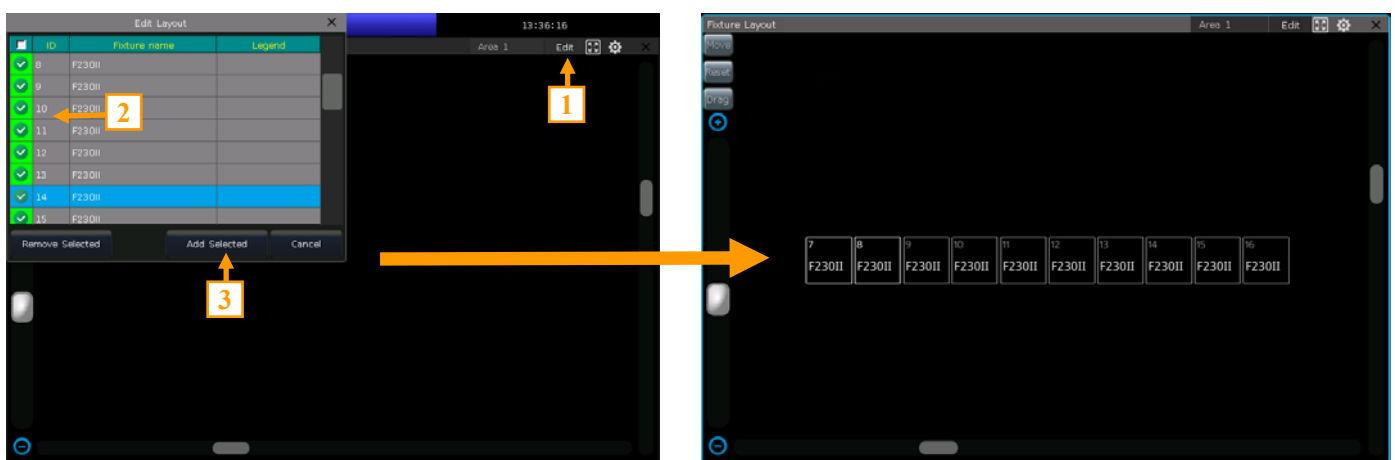 Edit Layout
13:36:16
ID Fixture name Legend
Area 1 Edit
8 F230II
9 F230II
10 F230II
11 F230II
12 F230II
13 F230II
14 F230II
15 F230II
1
2
Remove Selected Add Selected Cancel
3
Fixture Layout Area 1 Edit
Move
Reset
Drag
7 8 9 10 11 12 13 14 15 16
F230II F230II F230II F230II F230II F230II F230II F230II F230II F230II